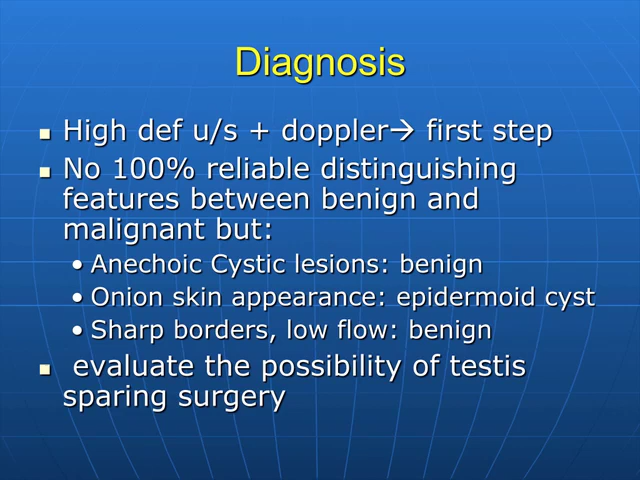 Diagnosis
High def u/s + doppler→ first step
No 100% reliable distinguishing
features between benign and
malignant but:
Anechoic Cystic lesions: benign
Onion skin appearance: epidermoid cyst
Sharp borders, low flow: benign
evaluate the possibility of testis
sparing surgery